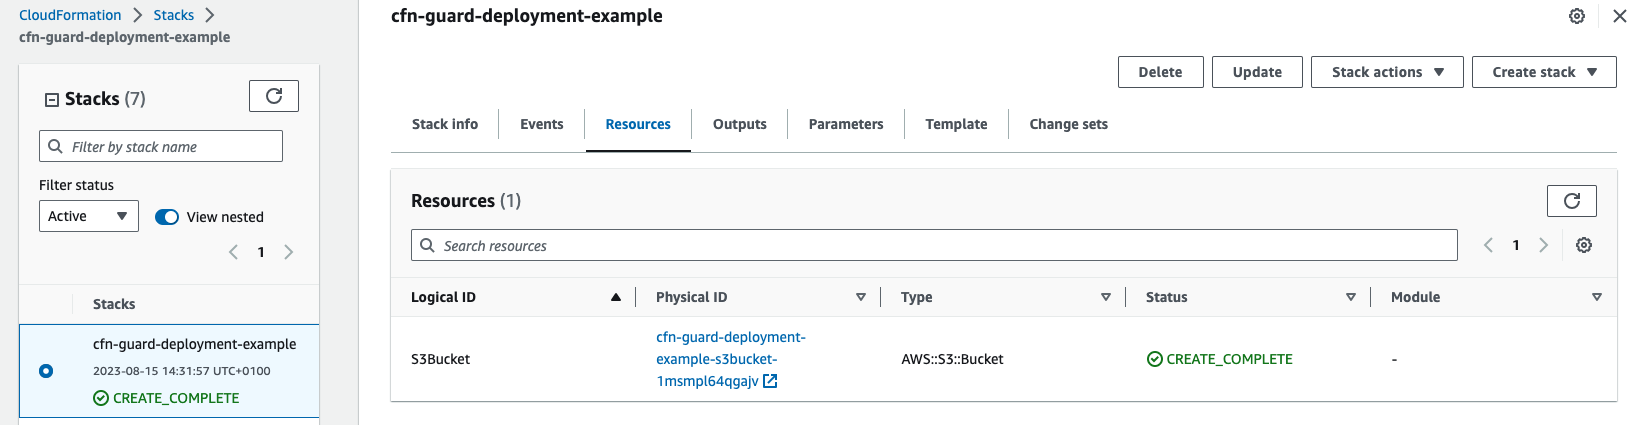 CloudFormation > Stacks >
cfn-guard-deployment-example
Stacks (7)
Filter by stack name
Filter status
Active
View nested
1
Stacks
cfn-guard-deployment-example
2023-08-15 14:31:57 UTC+0100
CREATE_COMPLETE
cfn-guard-deployment-example
Delete Update Stack actions Create stack
Stack info Events Resources Outputs Parameters Template Change sets
Resources (1)
Search resources
1
Logical ID Physical ID Type Status Module
S3Bucket
cfn-guard-deployment-
example-s3bucket-
1msmpl64qgajv
AWS::S3::Bucket
CREATE_COMPLETE
-